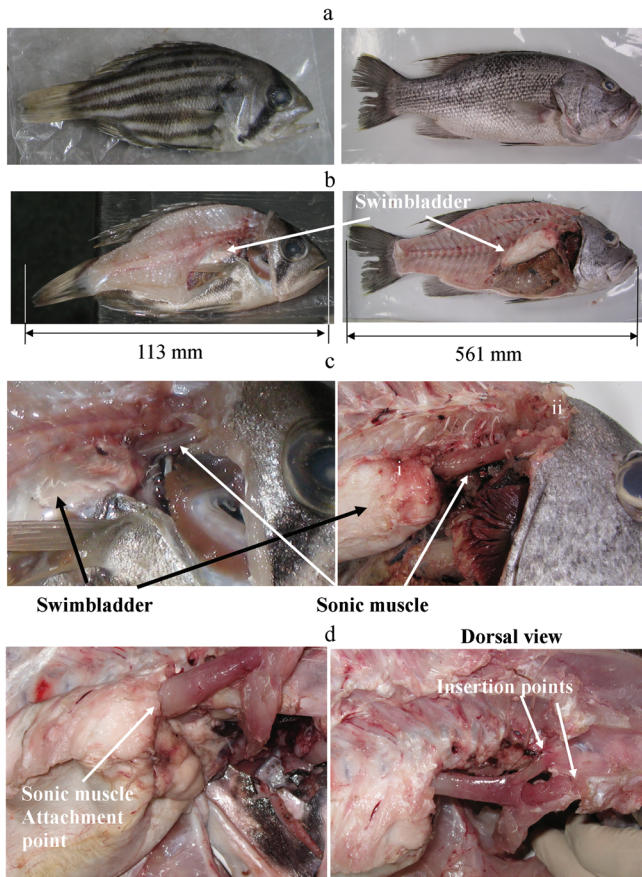 a
b
Swimbladder
113 mm
561 mm
c
ii
i
Swimbladder
Sonic muscle
d
Dorsal view
Insertion points
Sonic muscle
Attachment
point